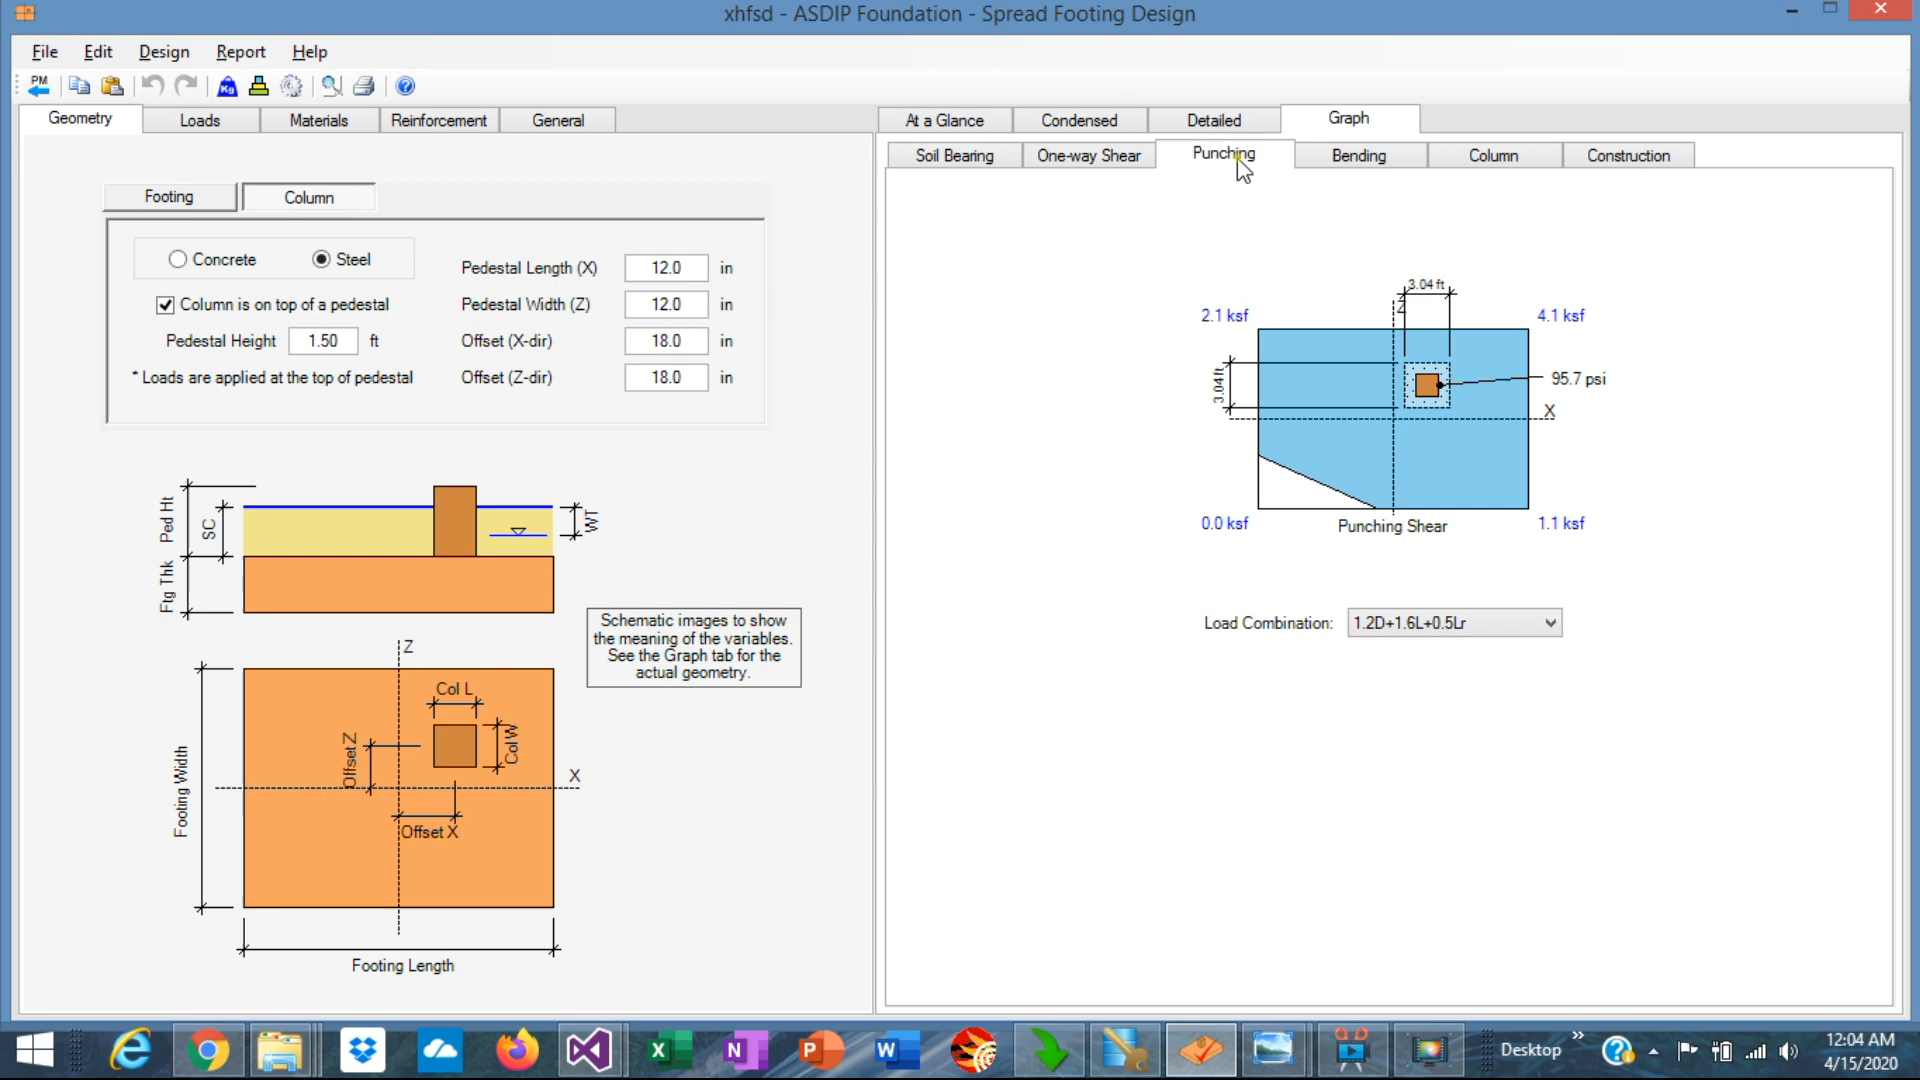 xhfsd - ASDIP Foundation - Spread Footing Design
File Edit Design Report Help
PM
Kg
Geometry Loads Materials Reinforcement General
At a Glance Condensed Detailed Graph
Soil Bearing One-way Shear Punching Bending Column Construction
Footing Column
Concrete Steel
Column is on top of a pedestal
Pedestal Height 1.50 ft
* Loads are applied at the top of pedestal
Pedestal Length (X) 12.0 in
Pedestal Width (Z) 12.0 in
Offset (X-dir) 18.0 in
Offset (Z-dir) 18.0 in
Ped Ht
SC
WT
Ftg Thk
Schematic images to show
the meaning of the variables.
See the Graph tab for the
actual geometry.
Z
Col L
Col W
Offset Z
X
Offset X
Footing Width
Footing Length
3.04 ft
Z
2.1 ksf
4.1 ksf
3.04 ft
95.7 psi
X
0.0 ksf
Punching Shear
1.1 ksf
Load Combination: 1.2D+1.6L+0.5Lr
Desktop
12:04 AM
4/15/2020